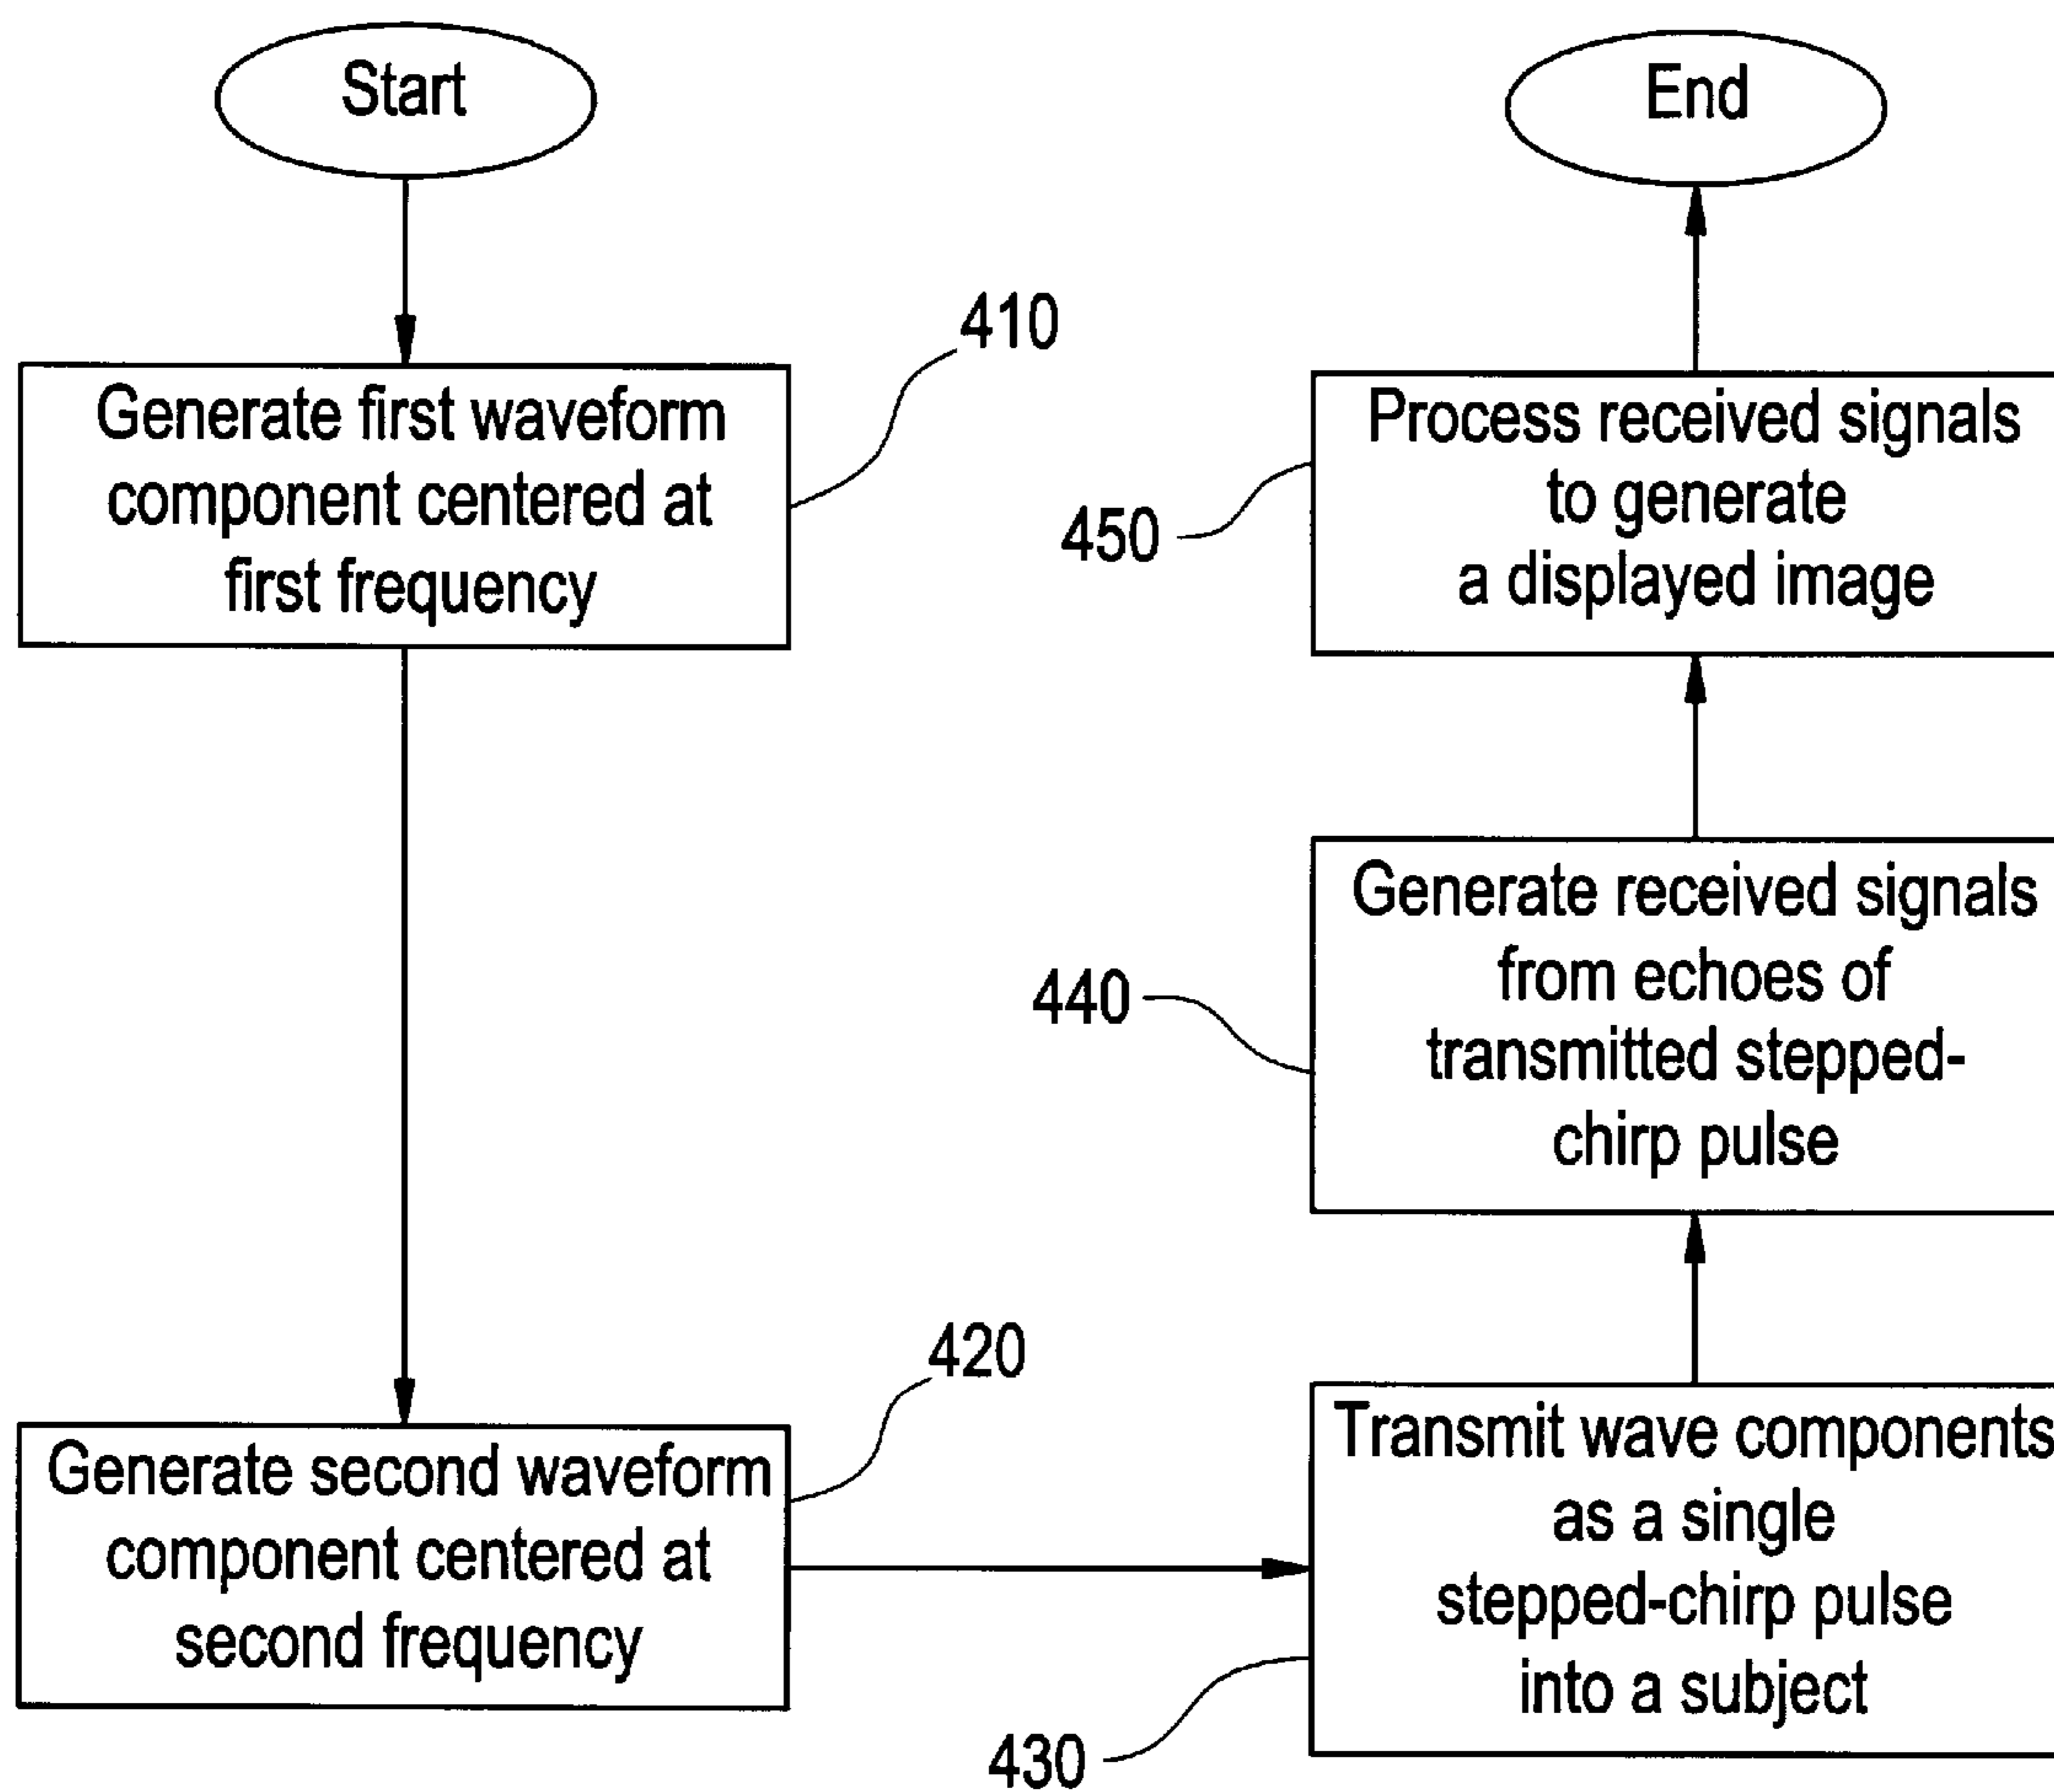 Start
410
Generate first waveform
component centered at
first frequency
420
Generate second waveform
component centered at
second frequency
430
Transmit wave components
as a single
stepped-chirp pulse
into a subject
440
Generate received signals
from echoes of
transmitted stepped-
chirp pulse
450
Process received signals
to generate
a displayed image
End